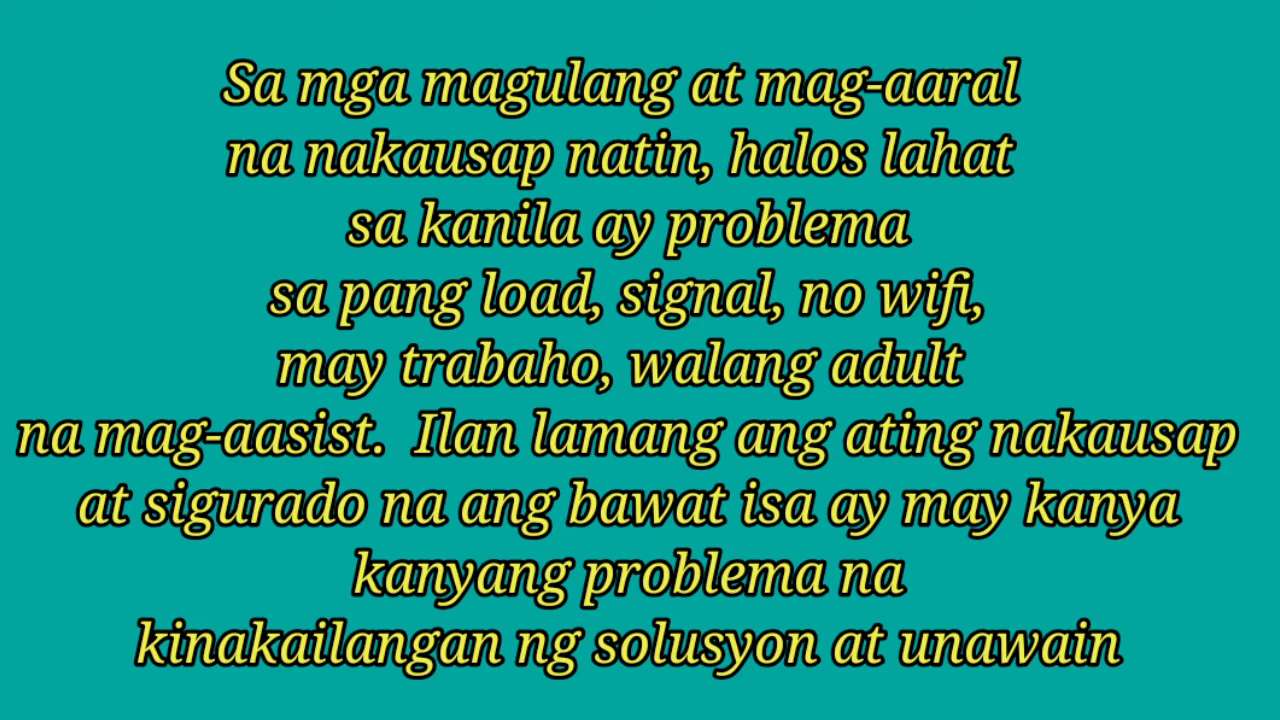 Sa mga magulang at mag-aaral
na nakausap natin, halos lahat
sa kanila ay problema
sa pang load, signal, no wifi,
may trabaho, walang adult
na mag-aasist.  Ilan lamang ang ating nakausap
at sigurado na ang bawat isa ay may kanya
kanyang problema na
kinakailangan ng solusyon at unawain